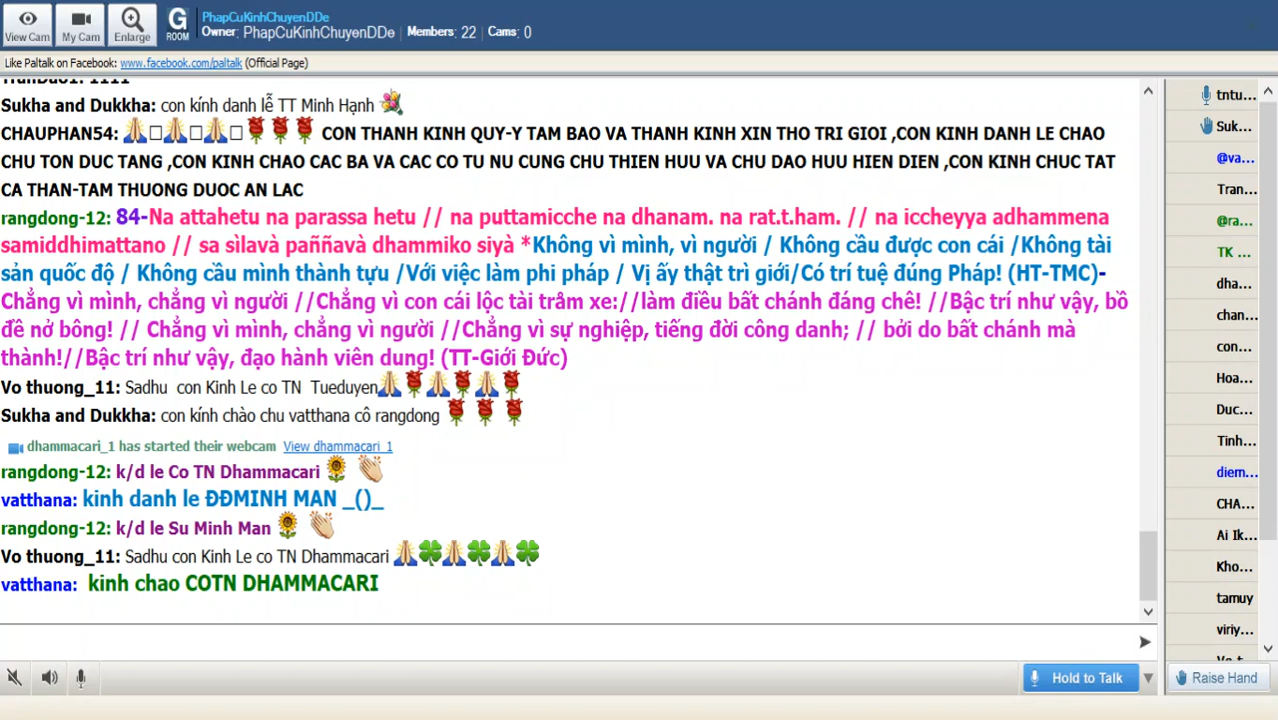 View Cam
My Cam
Enlarge
G
ROOM
PhapCuKinhChuyenDDe
Owner: PhapCuKinhChuyenDDe | Members: 22 | Cams: 0
Like Paltalk on Facebook: www.facebook.com/paltalk (Official Page)
Sukha and Dukkha: con kính danh lễ TT Minh Hạnh
CHAUPHAN54: CON THANH KINH QUY-Y TAM BAO VA THANH KINH XIN THO TRI GIOI ,CON KINH DANH LE CHAO
CHU TON DUC TANG ,CON KINH CHAO CAC BA VA CAC CO TU NU CUNG CHU THIEN HUU VA CHU DAO HUU HIEN DIEN ,CON KINH CHUC TAT
CA THAN-TAM THUONG DUOC AN LAC
rangdong-12: 84-Na attahetu na parassa hetu // na puttamicche na dhanam. na rat.t.ham. // na iccheyya adhammena
samiddhimattano // sa sìlavà paññavà dhammiko siyà *Không vì mình, vì người / Không cầu được con cái /Không tài
sản quốc độ / Không cầu mình thành tựu /Với việc làm phi pháp / Vị ấy thật trì giới/Có trí tuệ đúng Pháp! (HT-TMC)-
Chẳng vì mình, chẳng vì người //Chẳng vì con cái lộc tài trâm xe://làm điều bất chánh đáng chê! //Bậc trí như vậy, bồ
đề nở bông! // Chẳng vì mình, chẳng vì người //Chẳng vì sự nghiệp, tiếng đời công danh; // bởi do bất chánh mà
thành!//Bậc trí như vậy, đạo hành viên dung! (TT-Giới Đức)
Vo thuong_11: Sadhu con Kinh Le co TN Tueduyen
Sukha and Dukkha: con kính chào chu vatthana cô rangdong
dhammacari_1 has started their webcam View dhammacari_1
rangdong-12: k/d le Co TN Dhammacari
vatthana: kinh danh le ĐĐMINH MAN _()_
rangdong-12: k/d le Su Minh Man
Vo thuong_11: Sadhu con Kinh Le co TN Dhammacari
vatthana: kinh chao COTN DHAMMACARI
Hold to Talk
tntu...
Suk...
@va...
Tran...
@ra...
TK ...
dha...
chan...
con...
Hoa...
Duc...
Tinh...
diem...
CHA...
Ai Ik...
Kho...
tamuy
viriy...
Raise Hand